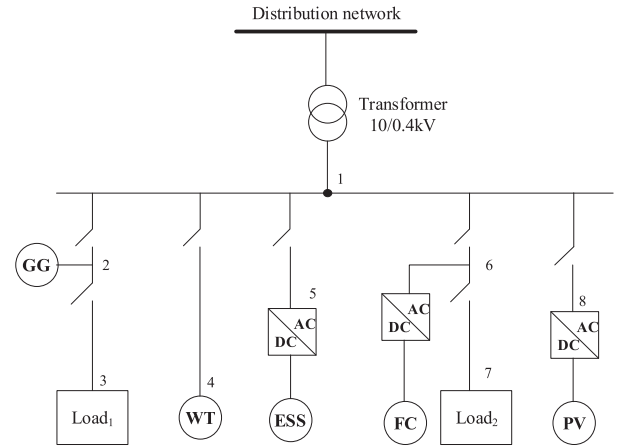 Distribution network
Transformer
10/0.4kV
1
GG
2
6
5
8
AC
DC
AC
DC
AC
DC
3
4
7
Load₁
WT
ESS
FC
Load₂
PV